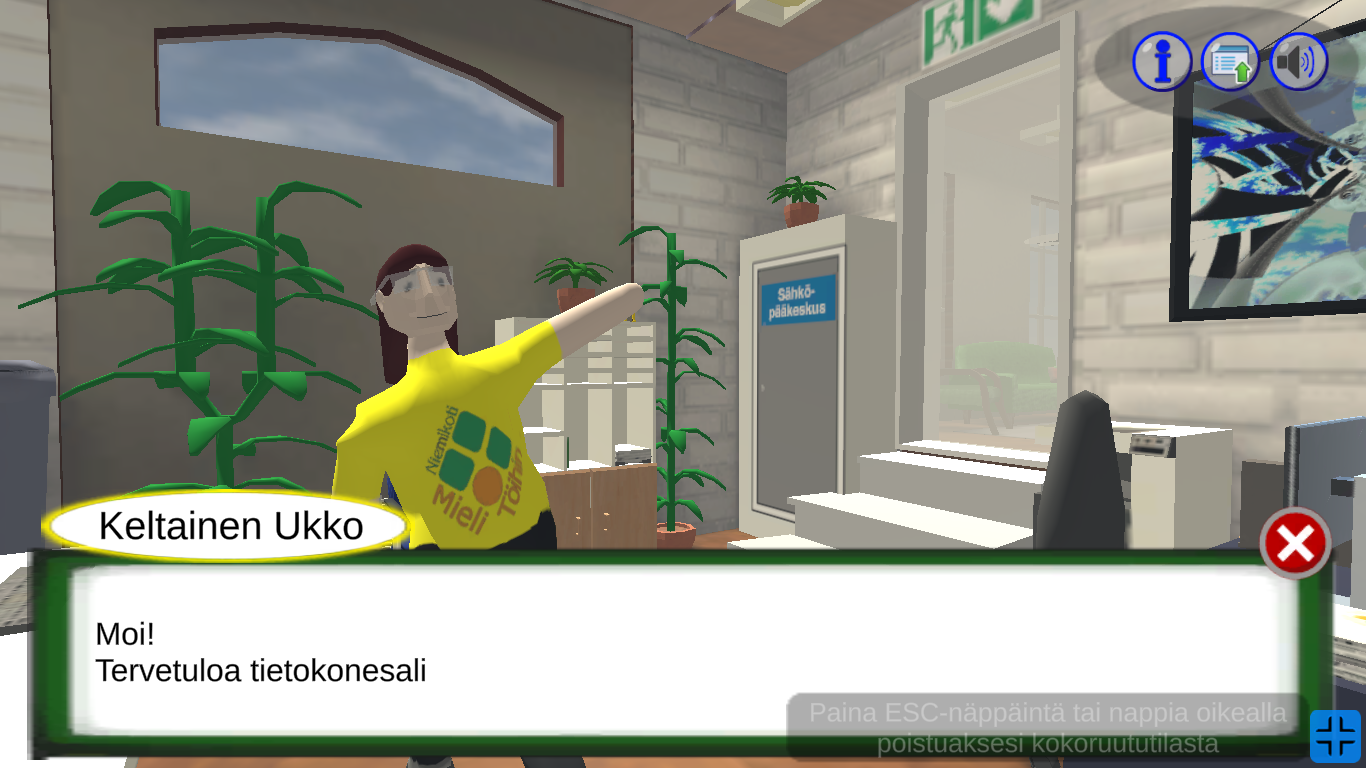 Sähkö-
pääkeskus
Niemikoti
Mieli
Töihin
Keltainen Ukko
Moi!
Tervetuloa tietokonesali
Paina ESC-näppäintä tai nappia oikealla
poistuaksesi kokoruututilasta